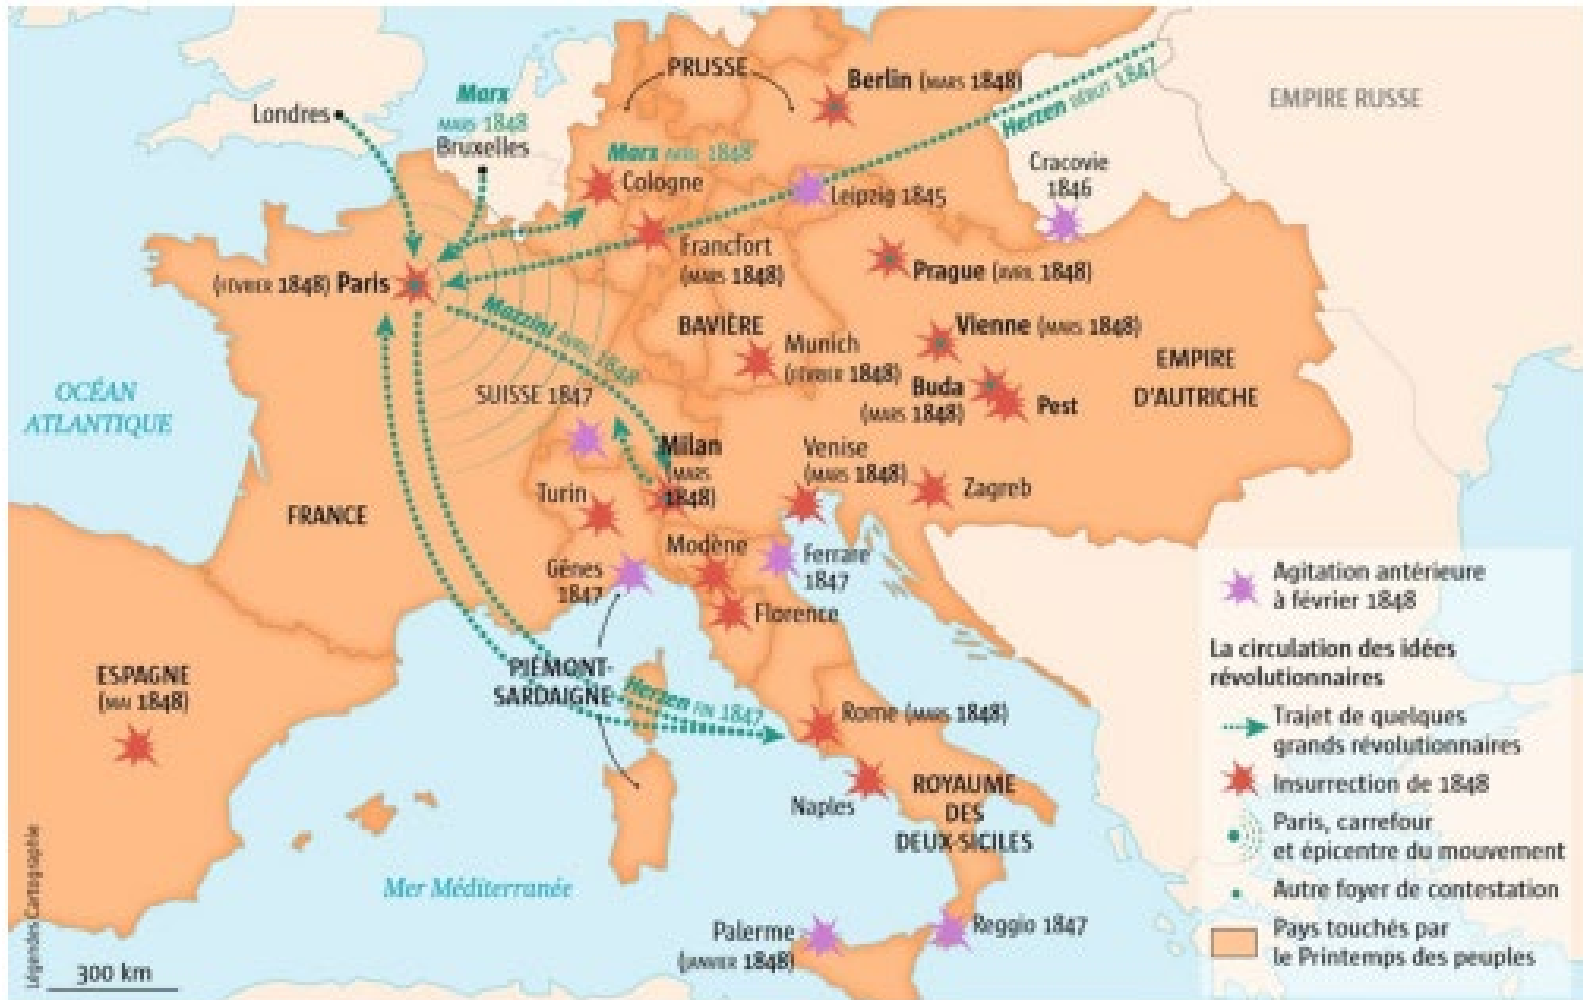 PRUSSE
Berlin (MARS 1848)
Herzen DÉBUT 1847
EMPIRE RUSSE
Londres
Marx
MARS 1848
Bruxelles
Marx AVRIL 1848
Cologne
Cracovie
1846
Leipzig 1845
Francfort
(MARS 1848)
Prague (AVRIL 1848)
(FÉVRIER 1848) Paris
Mazzini AVRIL 1848
BAVIÈRE
Munich
(FÉVRIER 1848)
Vienne (MARS 1848)
EMPIRE
D'AUTRICHE
Buda
(MARS 1848)
Pest
OCÉAN
ATLANTIQUE
SUISSE 1847
Milan
(MARS
1848)
Venise
(MARS 1848)
Zagreb
Turin
FRANCE
Modène
Gênes
1847
Ferrare
1847
Florence
PIÉMONT-
SARDAIGNE
Herzen FIN 1847
ESPAGNE
(MAI 1848)
Rome (MARS 1848)
Naples
ROYAUME
DES
DEUX-SICILES
Mer Méditerranée
Palerme
(JANVIER 1848)
Reggio 1847
300 km
Légendes Cartographie
Agitation antérieure
à février 1848
La circulation des idées
révolutionnaires
Trajet de quelques
grands révolutionnaires
Insurrection de 1848
Paris, carrefour
et épicentre du mouvement
Autre foyer de contestation
Pays touchés par
le Printemps des peuples